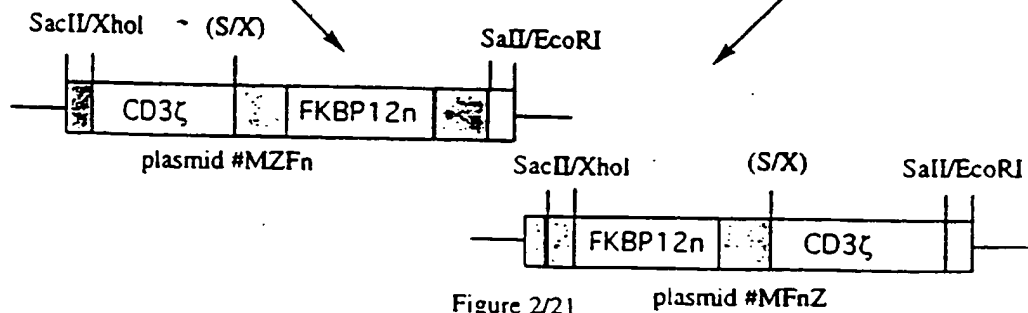 SacII/XhoI ~ (S/X) SalI/EcoRI
CD3ζ FKBP12n
plasmid #MZFn
SacII/XhoI (S/X) SalI/EcoRI
FKBP12n CD3ζ
Figure 2/21 plasmid #MFnZ